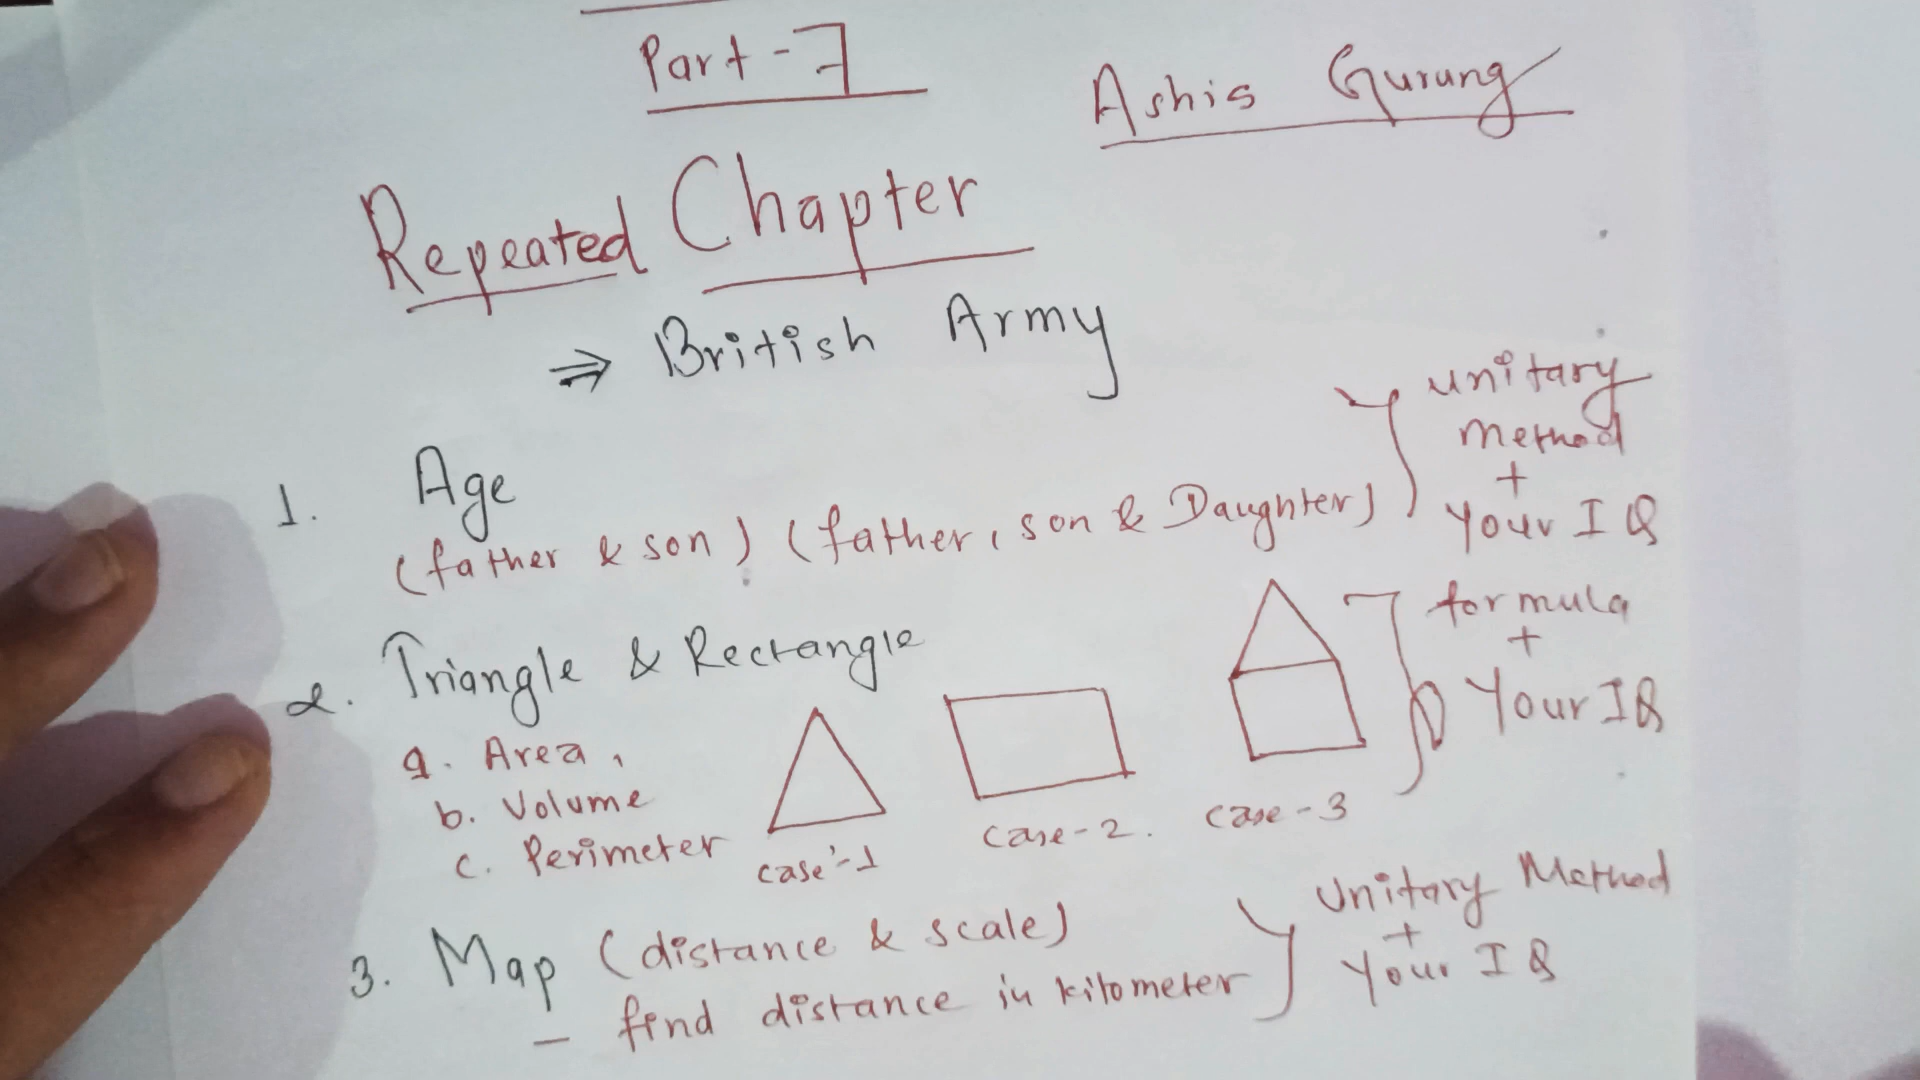 Part-7
Ashis Gurung
Repeated Chapter
⇒ British Army
1. Age
(father & son) (father, son & Daughter)
unitary
Method
+
Your IQ
2. Triangle & Rectangle
a. Area,
b. Volume
c. Perimeter
case-1
case-2.
case-3
formula
+
Your IQ
3. Map (distance & scale)
- find distance in kilometer
Unitary Method
+
Your IQ